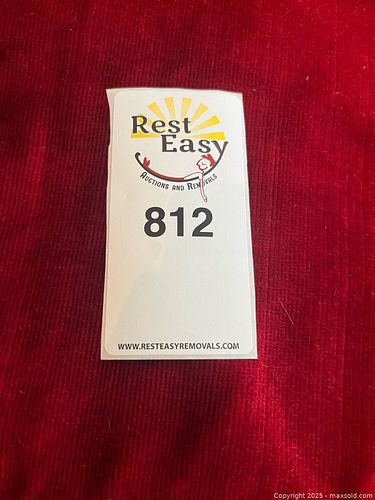 Rest
Easy
Auctions and Removals
812
WWW.RESTEASYREMOVALS.COM
Copyright 2025 - maxsold.com